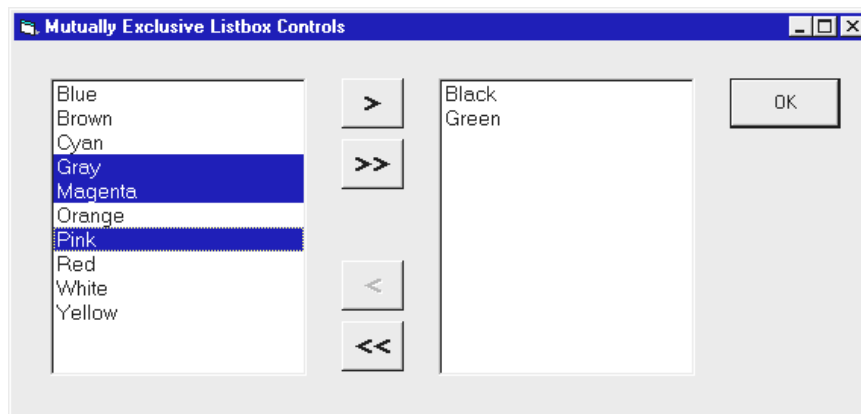 Mutually Exclusive Listbox Controls
Blue
Brown
Cyan
Gray
Magenta
Orange
Pink
Red
White
Yellow
>
>>
<
<<
Black
Green
OK